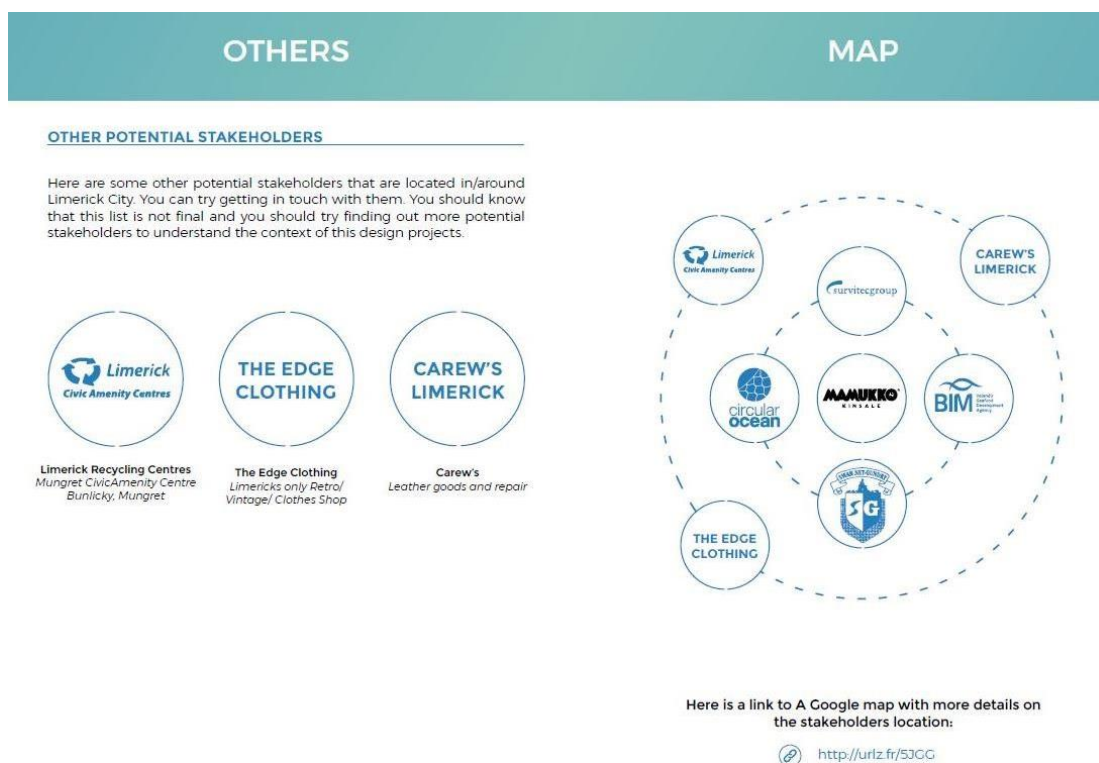 OTHERS
OTHER POTENTIAL STAKEHOLDERS
Here are some other potential stakeholders that are located in/around
Limerick City. You can try getting in touch with them. You should know
that this list is not final and you should try finding out more potential
stakeholders to understand the context of this design projects.
Limerick
Civic Amenity Centres
THE EDGE
CLOTHING
CAREW'S
LIMERICK
Limerick Recycling Centres
Mungret CivicAmenity Centre
Bunlicky, Mungret
The Edge Clothing
Limericks only Retro/
Vintage/ Clothes Shop
Carew's
Leather goods and repair
MAP
Limerick
Civic Amenity Centres
CAREW'S
LIMERICK
survitecgroup
circular
ocean
MAMUKKO
KINSALE
BIM
Ireland's
Seafood
Development
Agency
SG
THE EDGE
CLOTHING
Here is a link to A Google map with more details on
the stakeholders location:
http://urlz.fr/5JGG